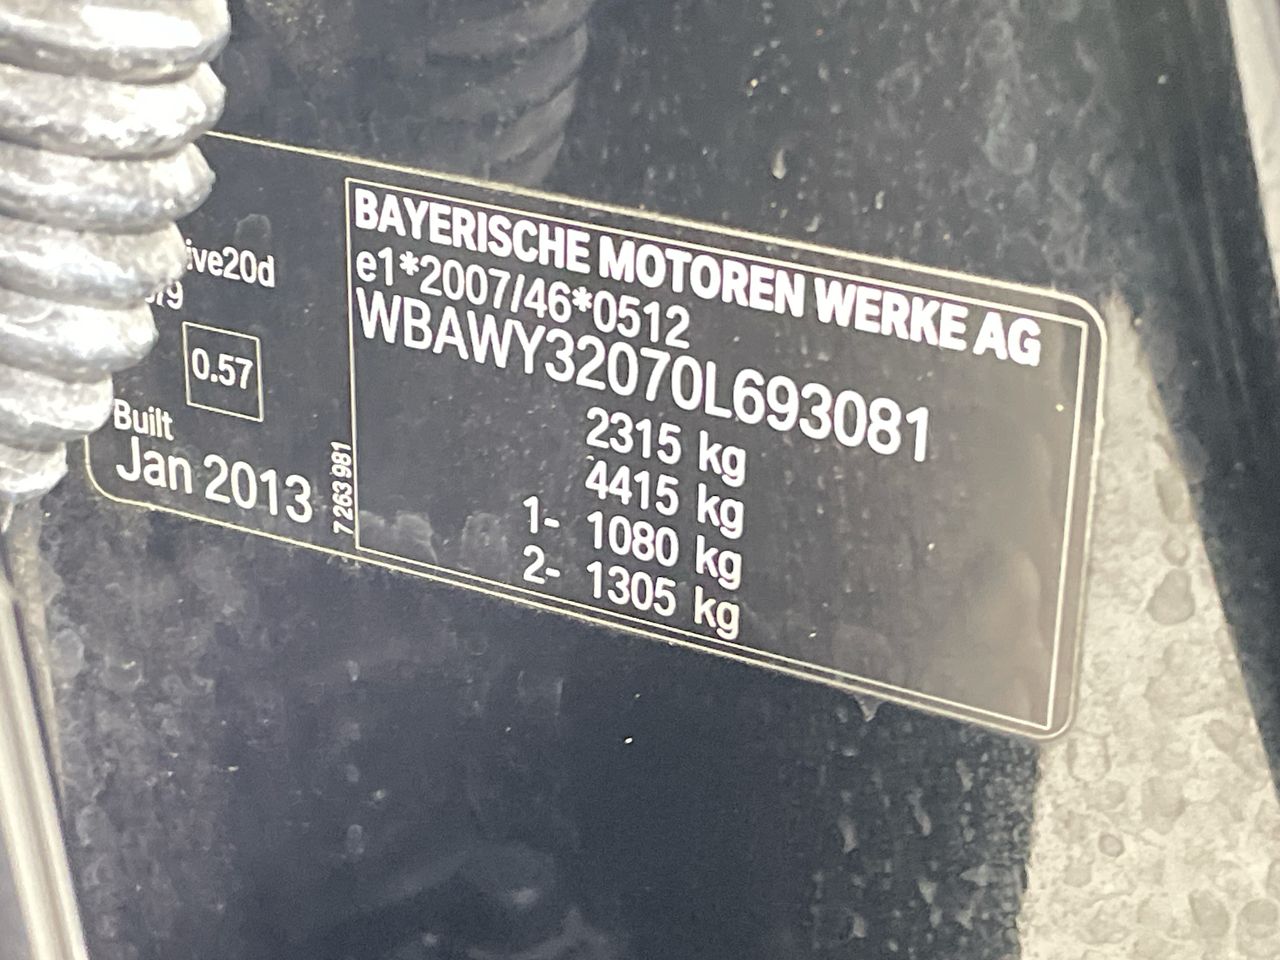 ive20d
0.57
Built
Jan 2013
7 263 981
BAYERISCHE MOTOREN WERKE AG
e1*2007/46*0512
WBAWY32070L693081
2315 kg
4415 kg
1- 1080 kg
2- 1305 kg